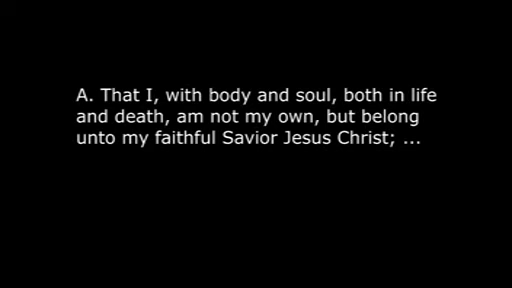 A. That I, with body and soul, both in life
and death, am not my own, but belong
unto my faithful Savior Jesus Christ; ...